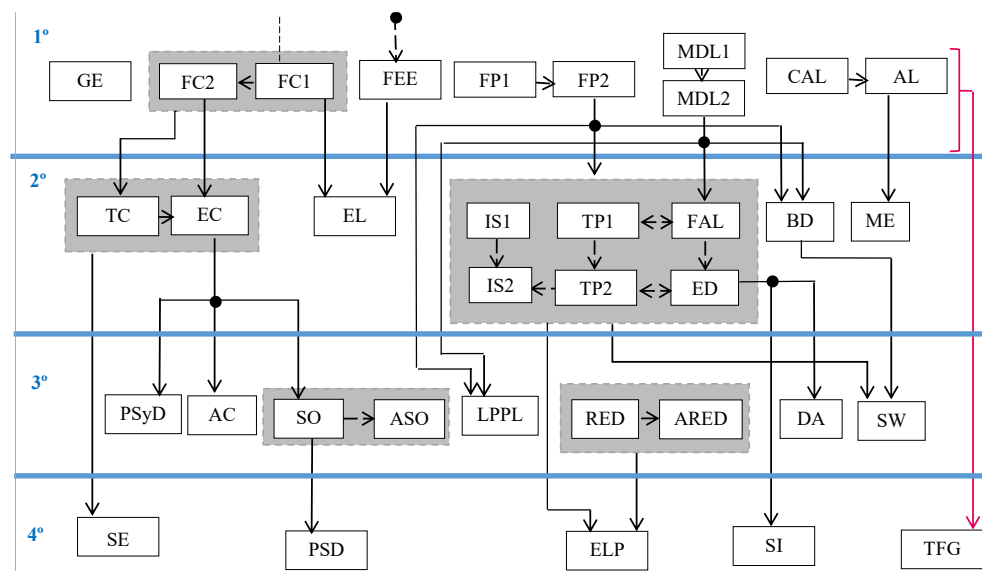 1º
GE
FC2
FC1
FEE
FP1
FP2
MDL1
MDL2
CAL
AL
2º
TC
EC
EL
IS1
TP1
FAL
BD
ME
IS2
TP2
ED
3º
PSyD
AC
SO
ASO
LPPL
RED
ARED
DA
SW
4º
SE
PSD
ELP
SI
TFG